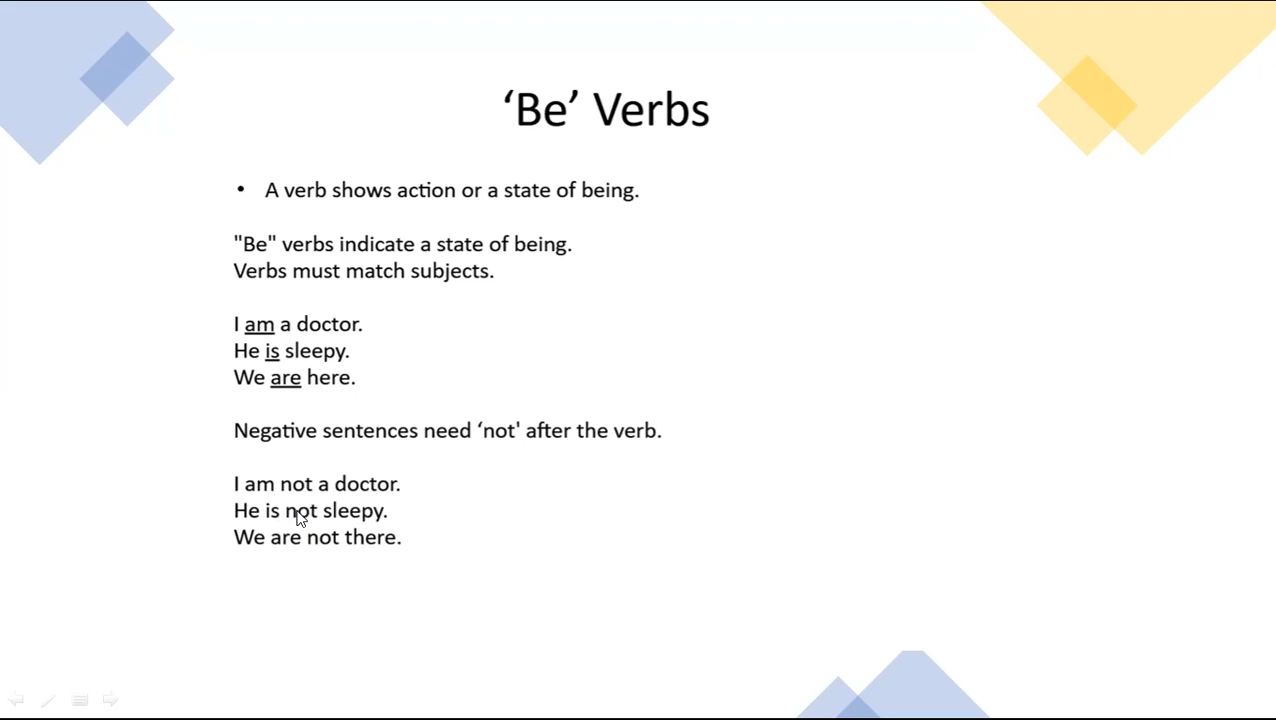 ‘Be’ Verbs
• A verb shows action or a state of being.
"Be" verbs indicate a state of being.
Verbs must match subjects.
I am a doctor.
He is sleepy.
We are here.
Negative sentences need ‘not' after the verb.
I am not a doctor.
He is not sleepy.
We are not there.